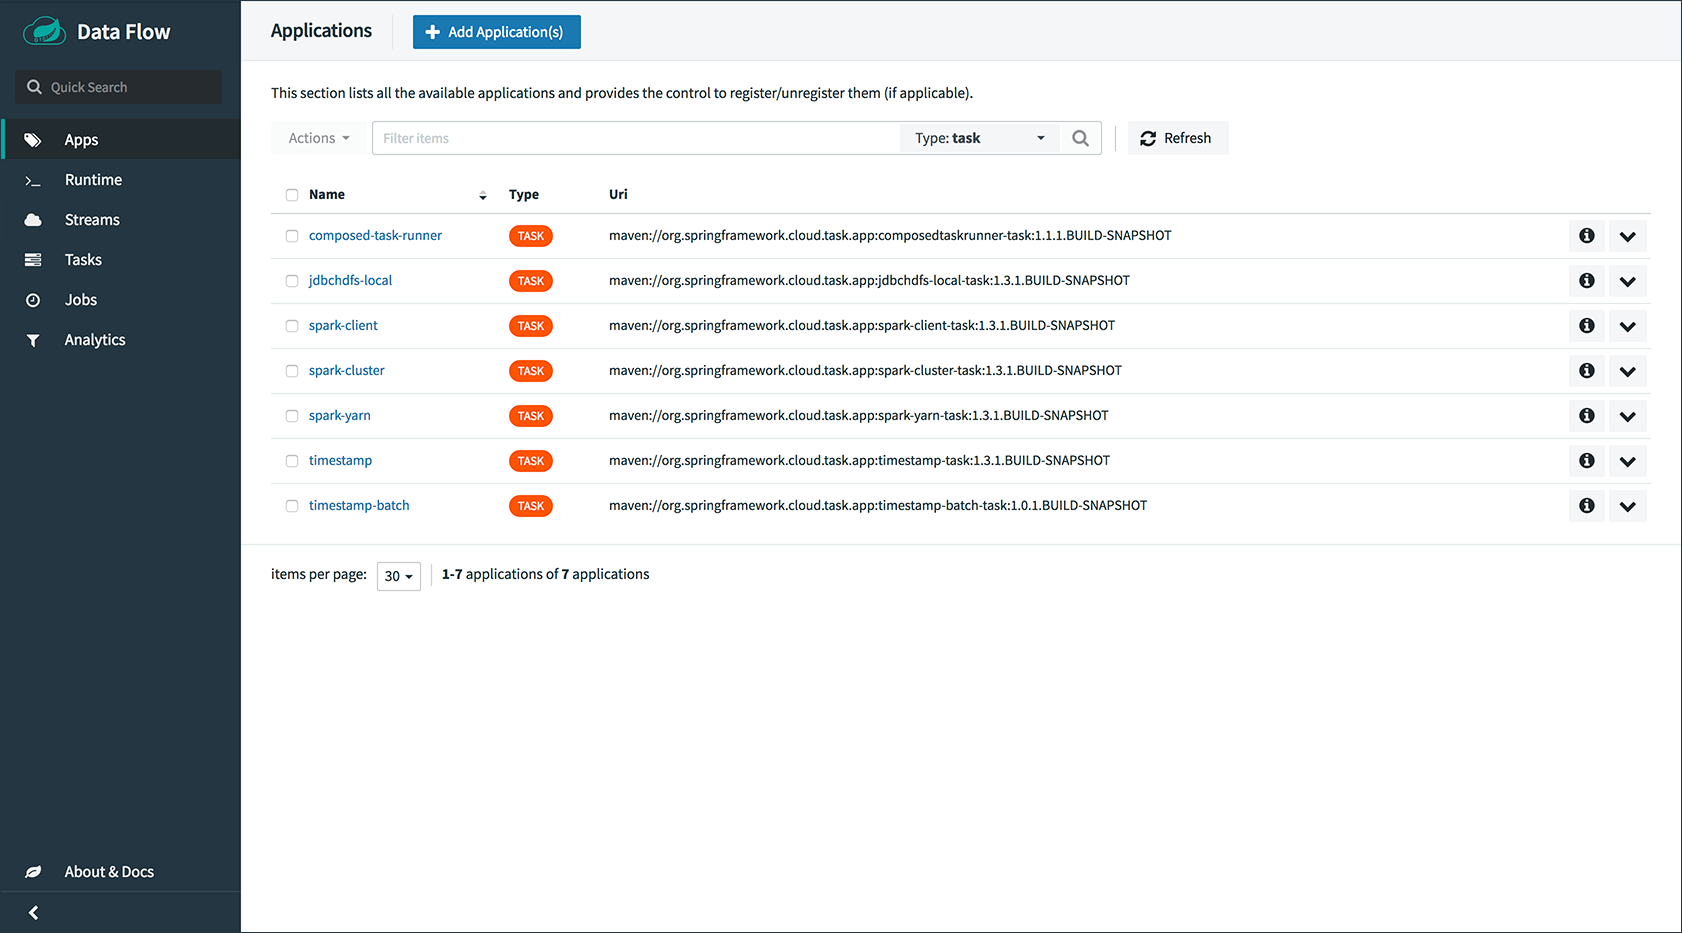 Data Flow
Quick Search
Apps
Runtime
Streams
Tasks
Jobs
Analytics
About & Docs
Applications
Add Application(s)
This section lists all the available applications and provides the control to register/unregister them (if applicable).
Actions Filter items Type: task Refresh
Name Type Uri
composed-task-runner TASK maven://org.springframework.cloud.task.app:composedtaskrunner-task:1.1.1.BUILD-SNAPSHOT
jdbchdfs-local TASK maven://org.springframework.cloud.task.app:jdbchdfs-local-task:1.3.1.BUILD-SNAPSHOT
spark-client TASK maven://org.springframework.cloud.task.app:spark-client-task:1.3.1.BUILD-SNAPSHOT
spark-cluster TASK maven://org.springframework.cloud.task.app:spark-cluster-task:1.3.1.BUILD-SNAPSHOT
spark-yarn TASK maven://org.springframework.cloud.task.app:spark-yarn-task:1.3.1.BUILD-SNAPSHOT
timestamp TASK maven://org.springframework.cloud.task.app:timestamp-task:1.3.1.BUILD-SNAPSHOT
timestamp-batch TASK maven://org.springframework.cloud.task.app:timestamp-batch-task:1.0.1.BUILD-SNAPSHOT
items per page: 30 1-7 applications of 7 applications